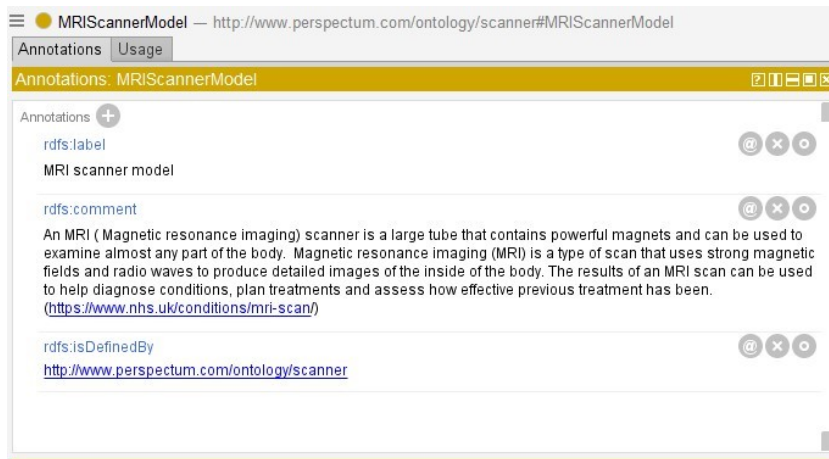 MRIScannerModel — http://www.perspectum.com/ontology/scanner#MRIScannerModel
Annotations Usage
Annotations: MRIScannerModel
Annotations
rdfs:label
MRI scanner model
rdfs:comment
An MRI ( Magnetic resonance imaging) scanner is a large tube that contains powerful magnets and can be used to
examine almost any part of the body.  Magnetic resonance imaging (MRI) is a type of scan that uses strong magnetic
fields and radio waves to produce detailed images of the inside of the body. The results of an MRI scan can be used
to help diagnose conditions, plan treatments and assess how effective previous treatment has been.
(https://www.nhs.uk/conditions/mri-scan/)
rdfs:isDefinedBy
http://www.perspectum.com/ontology/scanner